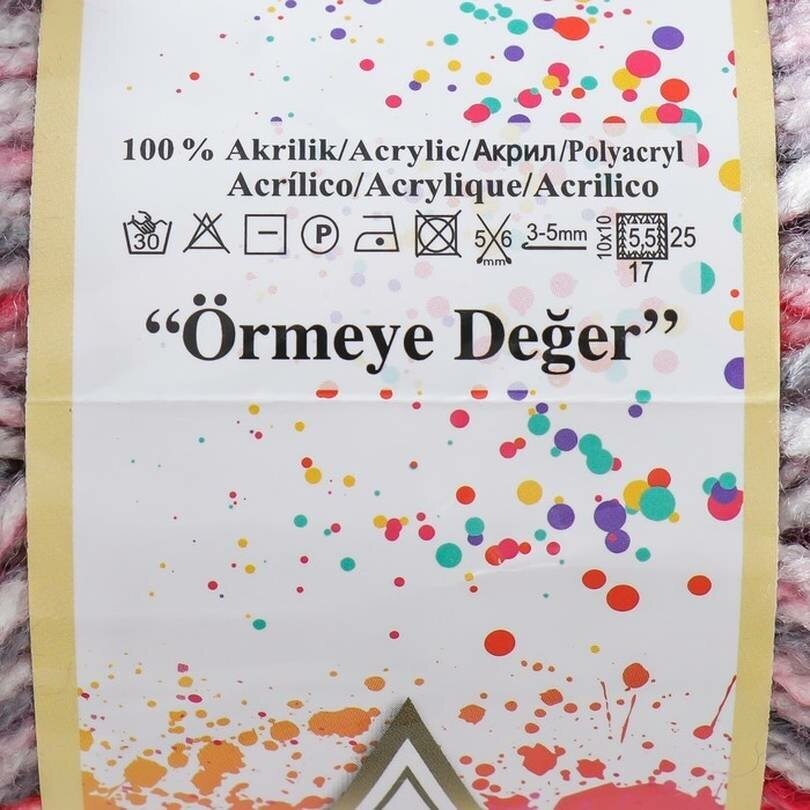 100 % Akrilik/Acrylic/Акрил/Polyacryl
Acrílico/Acrylique/Acrilico
30 P 5 6 mm 3-5mm 10x10 5,5 25
17
“Örmeye Değer”